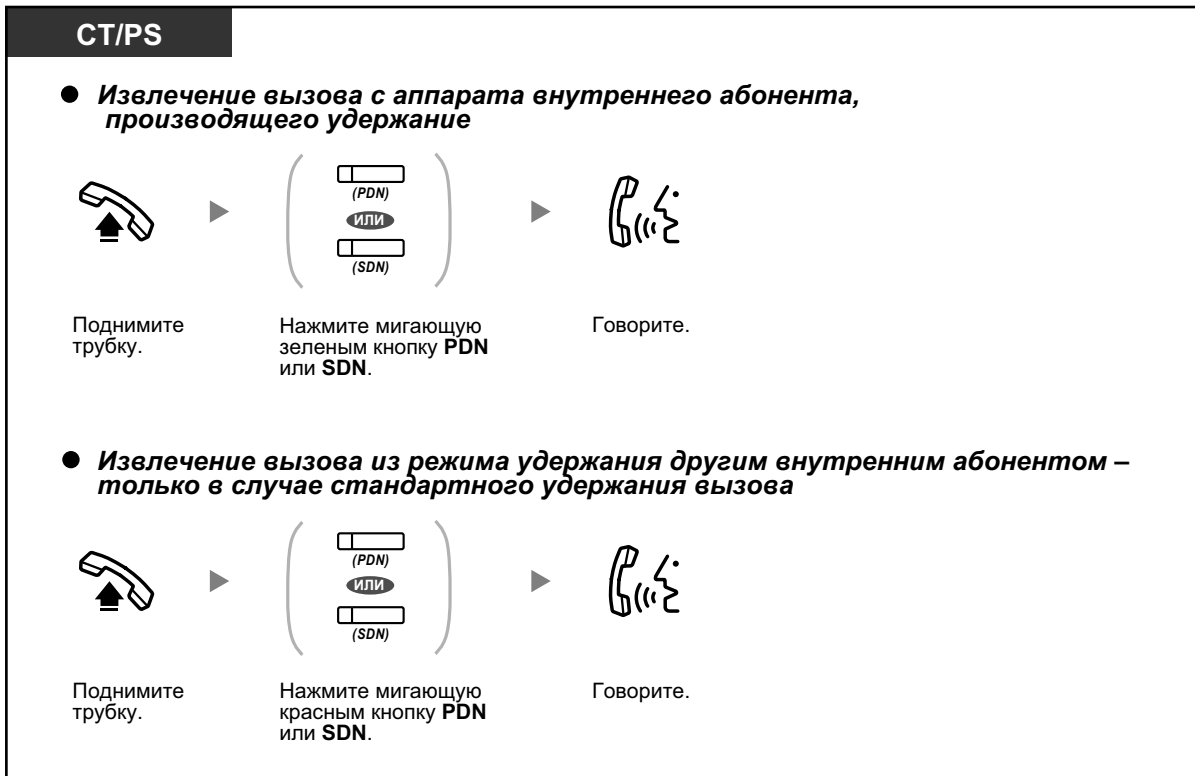 CT/PS
● Извлечение вызова с аппарата внутреннего абонента,
производящего удержание
(PDN)
ИЛИ
(SDN)
Поднимите
трубку.
Нажмите мигающую
зеленым кнопку PDN
или SDN.
Говорите.
● Извлечение вызова из режима удержания другим внутренним абонентом –
только в случае стандартного удержания вызова
(PDN)
ИЛИ
(SDN)
Поднимите
трубку.
Нажмите мигающую
красным кнопку PDN
или SDN.
Говорите.